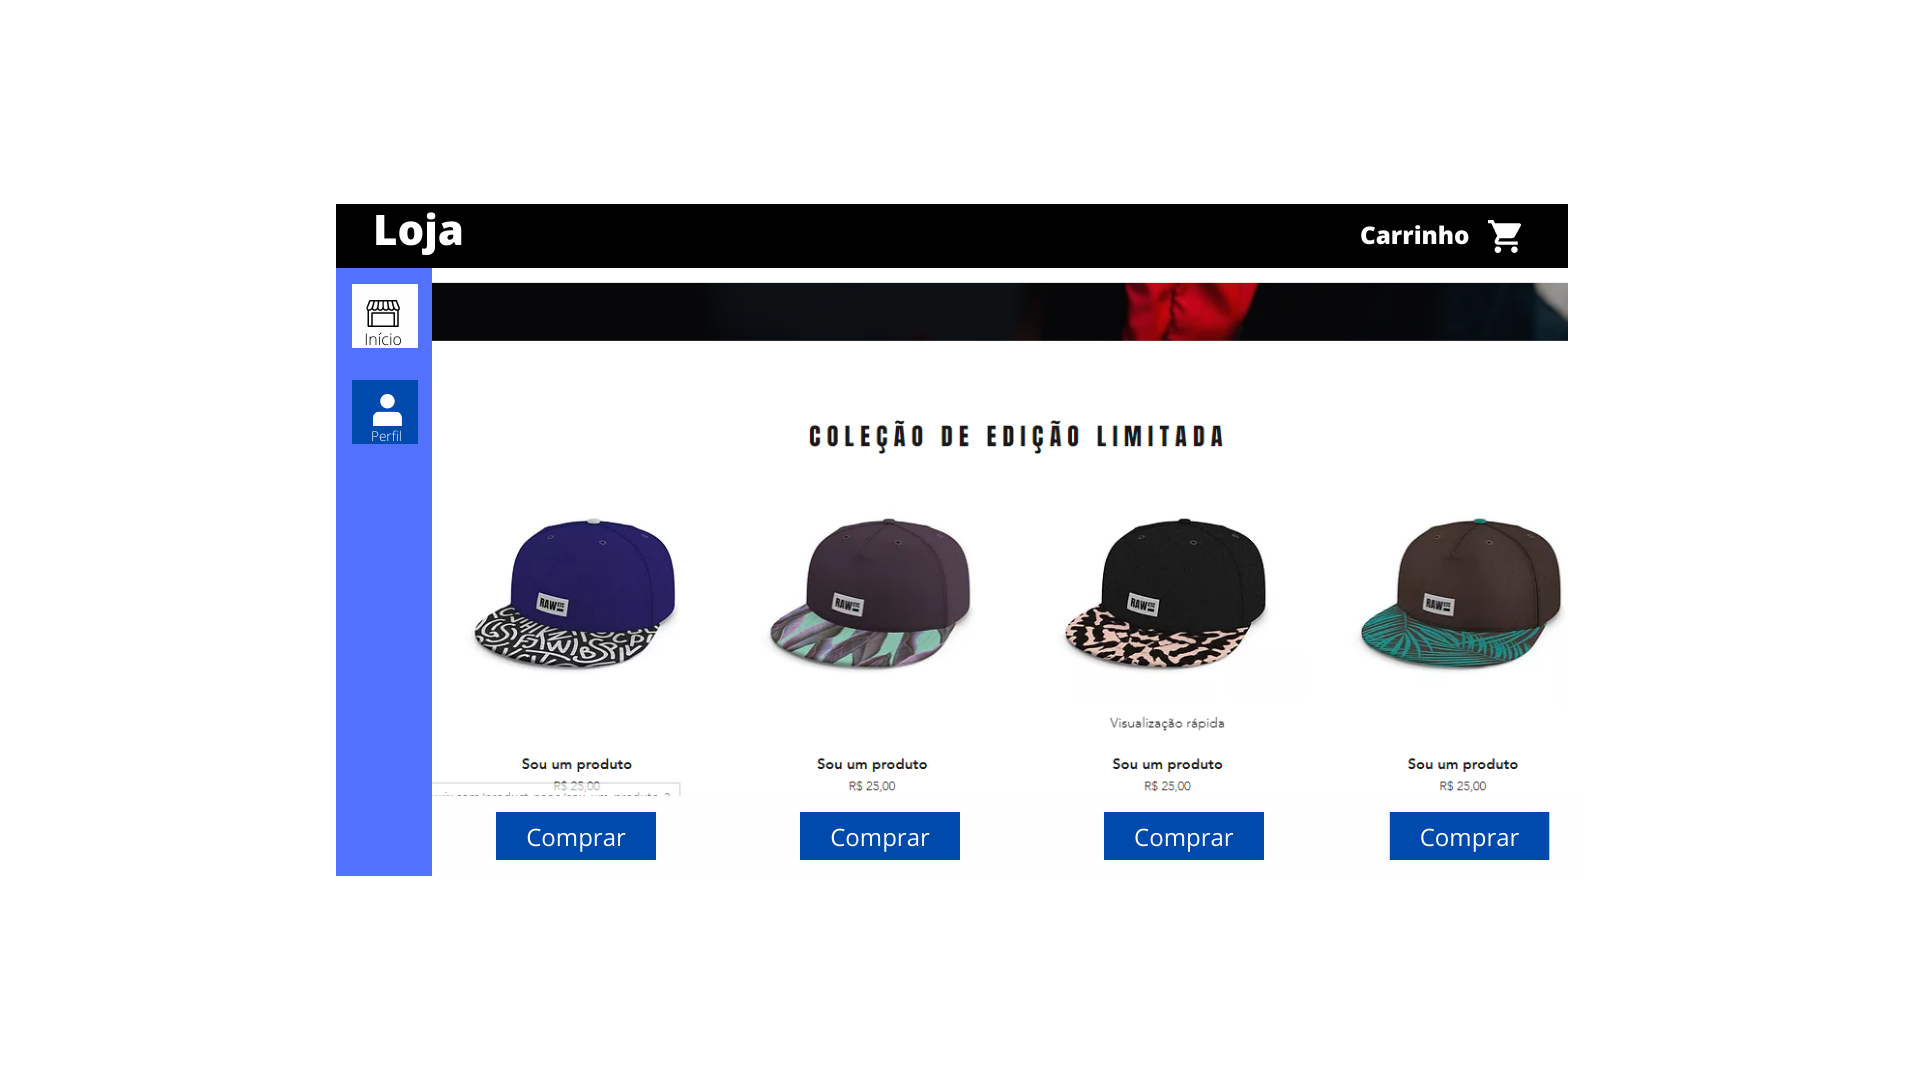 Loja
Carrinho
Início
Perfil
COLEÇÃO DE EDIÇÃO LIMITADA
RAW
RAW
RAW
RAW
Visualização rápida
Sou um produto
Sou um produto
Sou um produto
Sou um produto
R$ 25,00
R$ 25,00
R$ 25,00
R$ 25,00
Comprar
Comprar
Comprar
Comprar